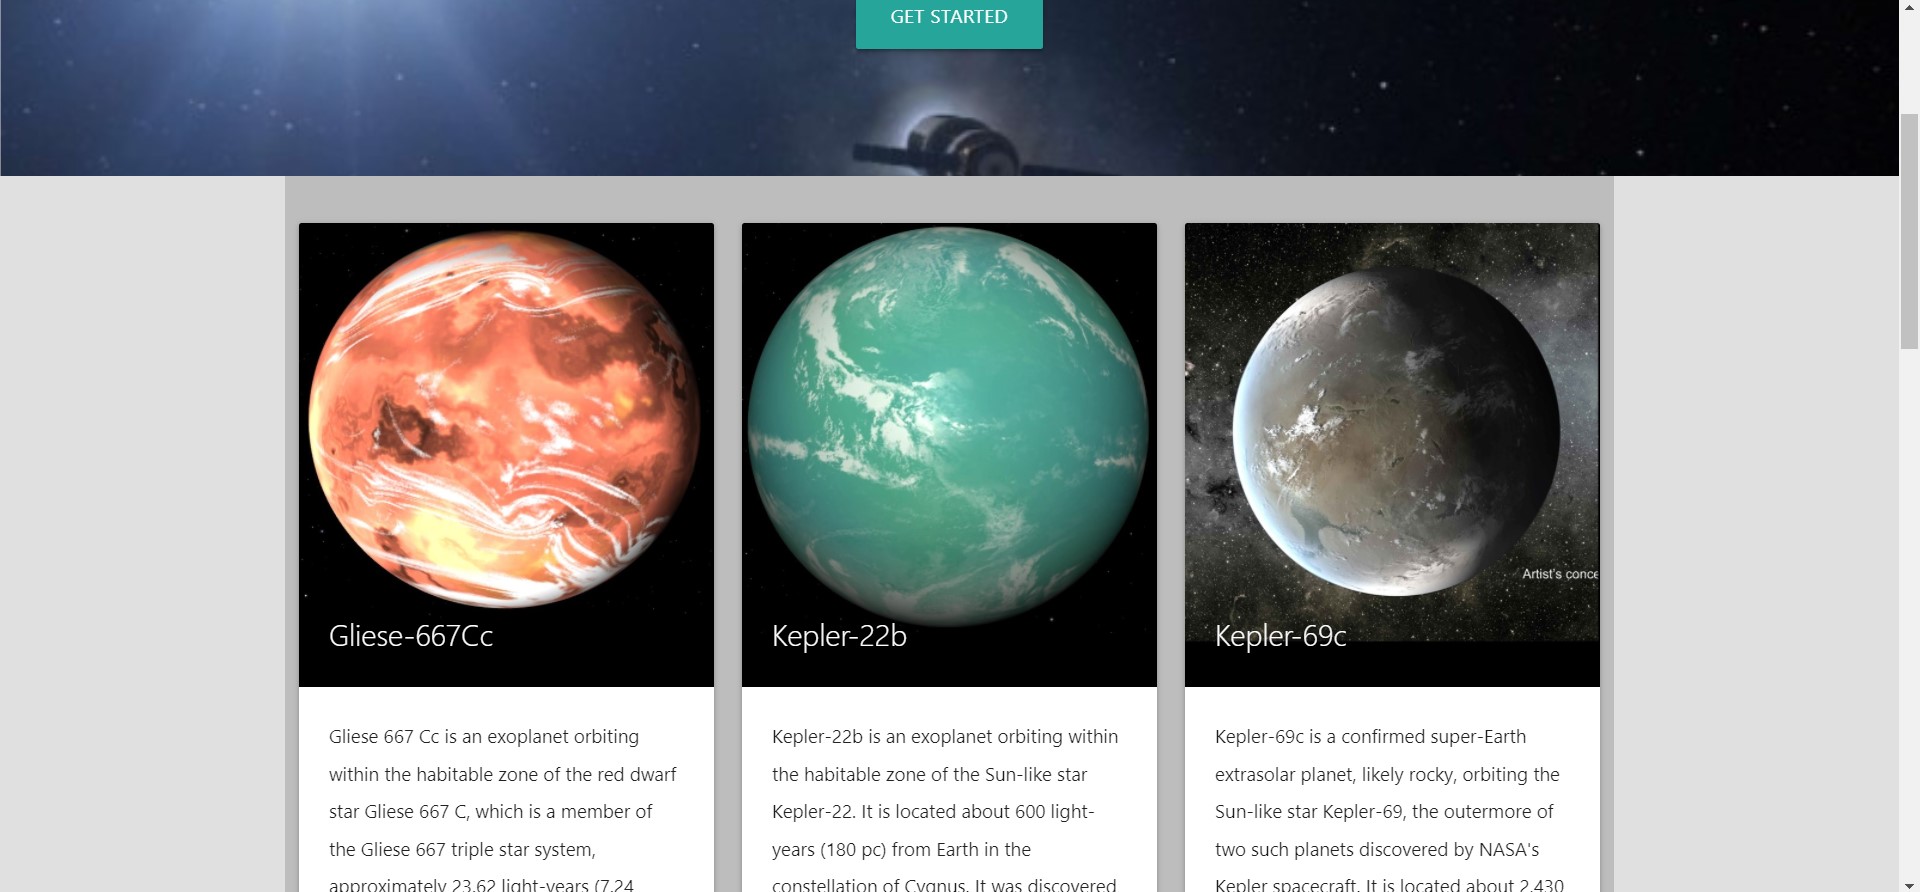 GET STARTED
Artist's conce
Gliese-667Cc
Kepler-22b
Kepler-69c
Gliese 667 Cc is an exoplanet orbiting
within the habitable zone of the red dwarf
star Gliese 667 C, which is a member of
the Gliese 667 triple star system,
approximately 23.62 light-years (7.24
Kepler-22b is an exoplanet orbiting within
the habitable zone of the Sun-like star
Kepler-22. It is located about 600 light-
years (180 pc) from Earth in the
constellation of Cygnus. It was discovered
Kepler-69c is a confirmed super-Earth
extrasolar planet, likely rocky, orbiting the
Sun-like star Kepler-69, the outermore of
two such planets discovered by NASA's
Kepler spacecraft. It is located about 2,430